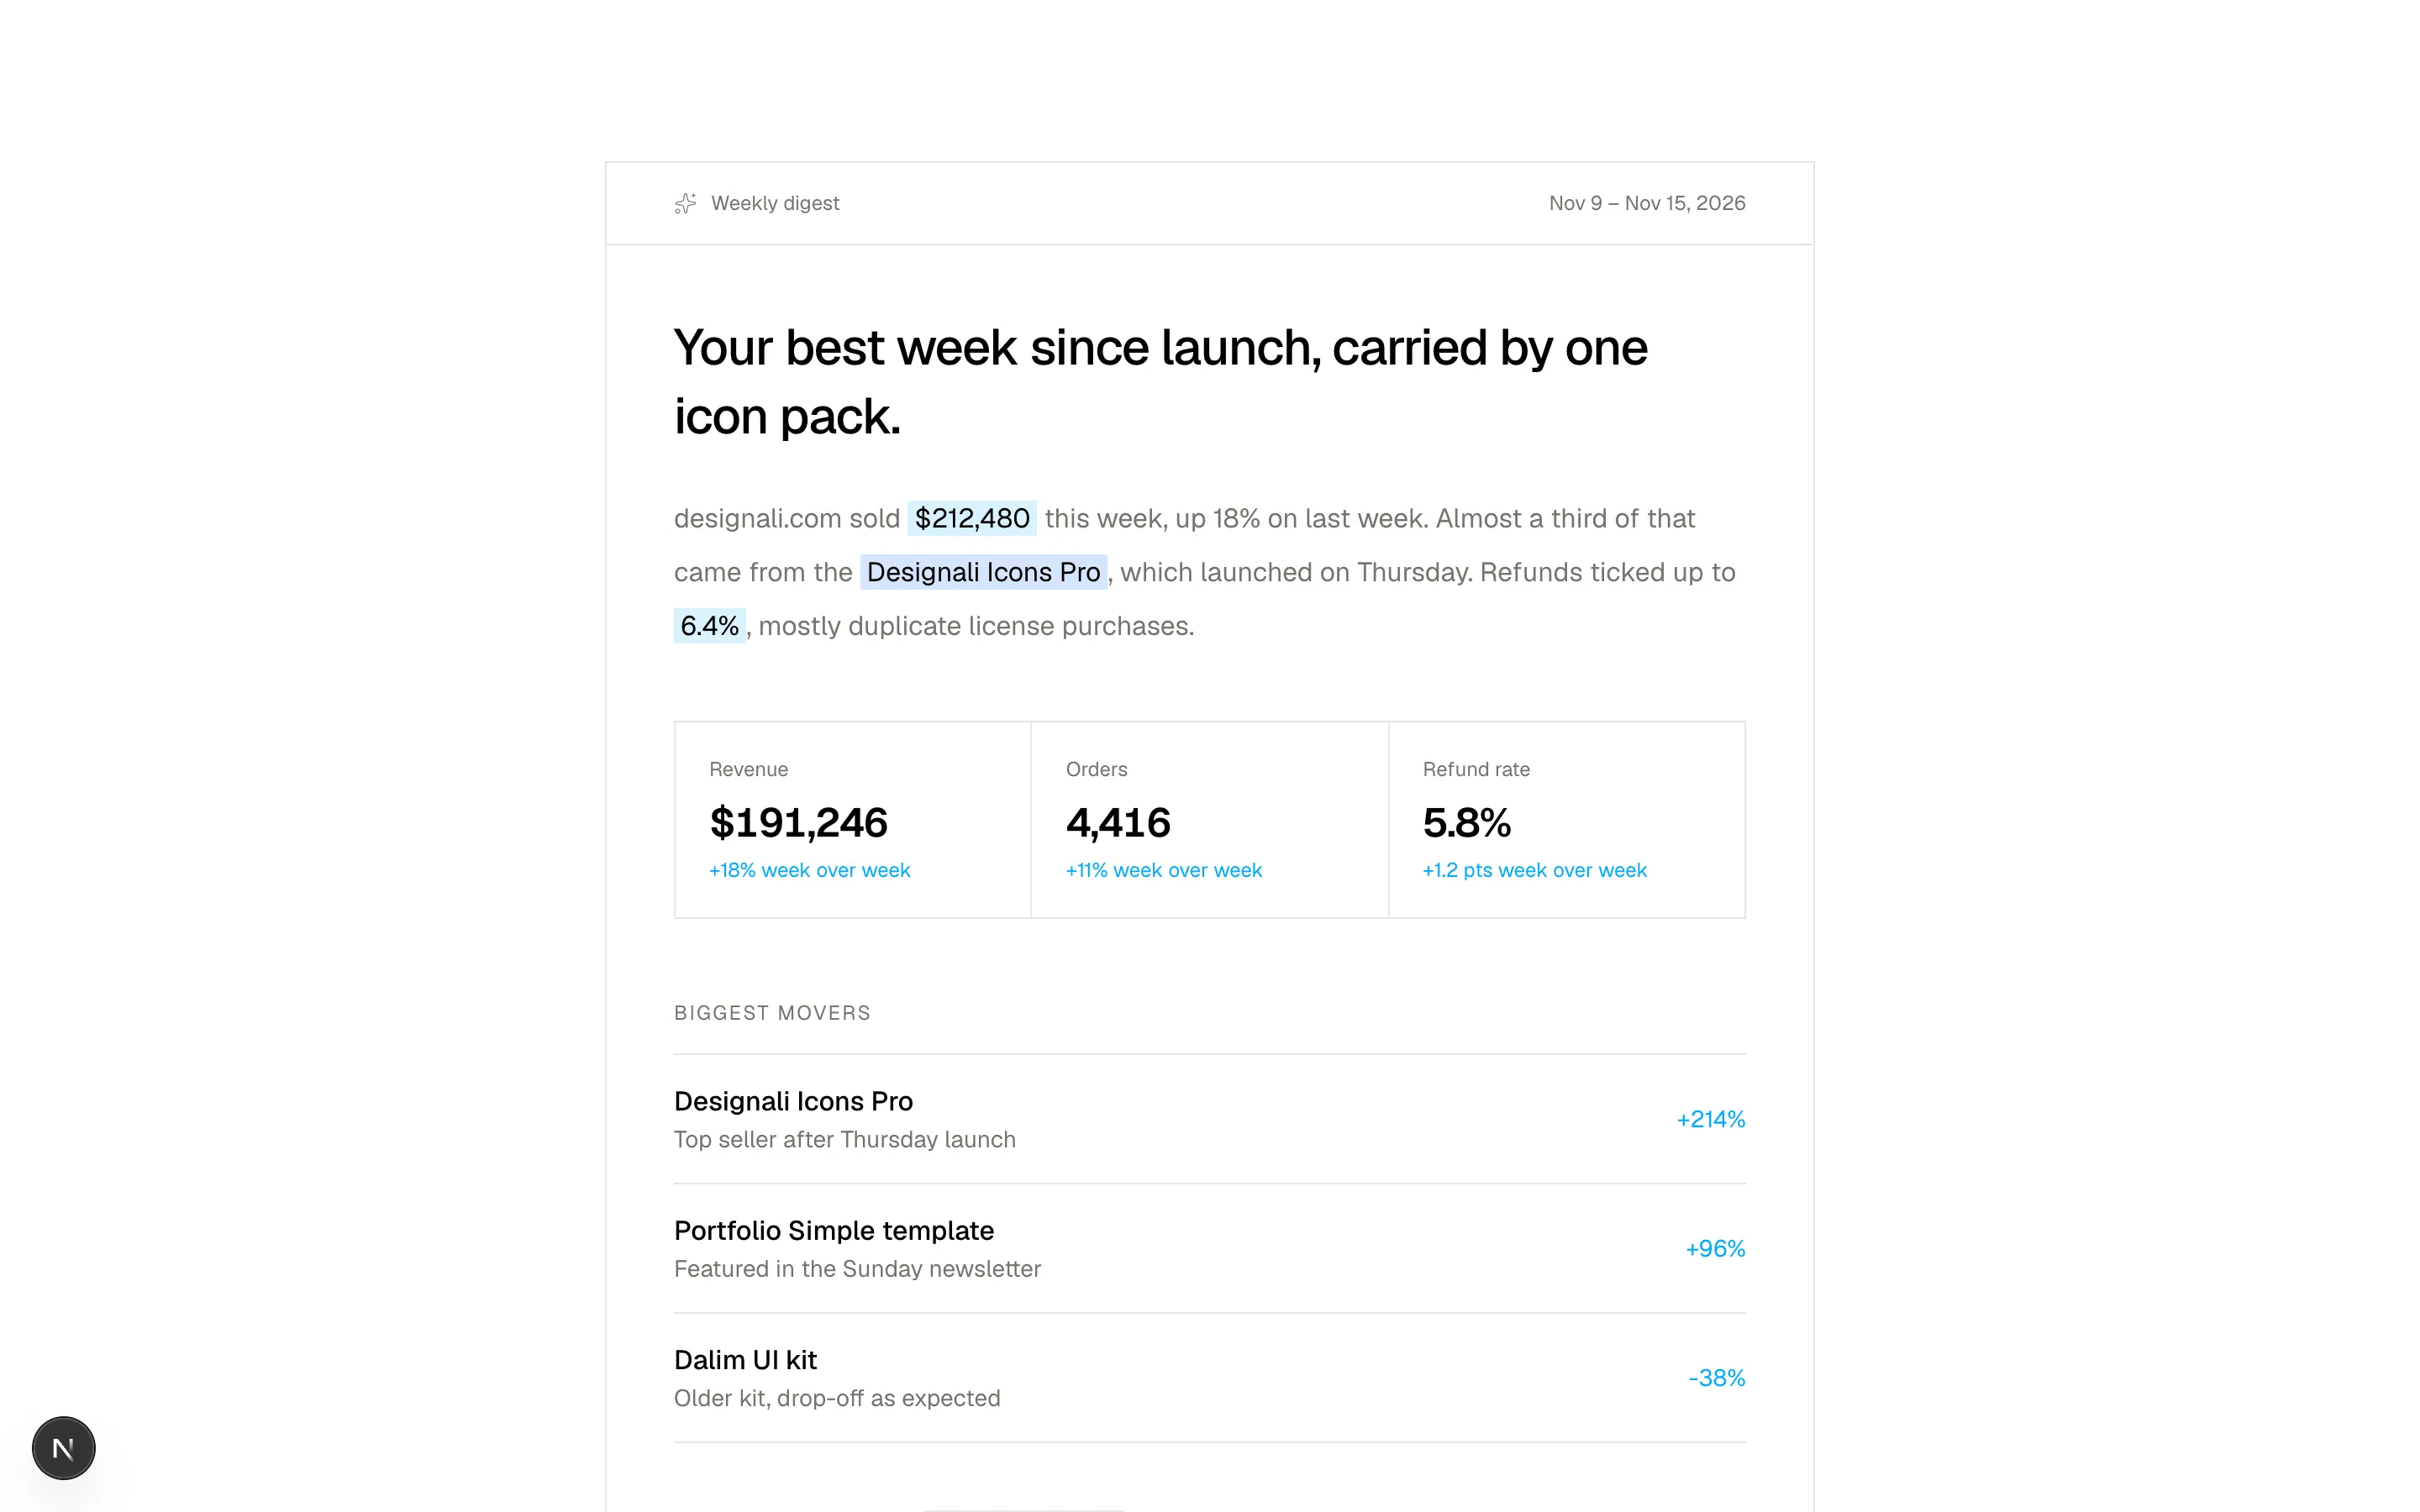 Weekly digest
Nov 9 – Nov 15, 2026
Your best week since launch, carried by one
icon pack.
designali.com sold $212,480 this week, up 18% on last week. Almost a third of that
came from the Designali Icons Pro, which launched on Thursday. Refunds ticked up to
6.4%, mostly duplicate license purchases.
Revenue
$191,246
+18% week over week
Orders
4,416
+11% week over week
Refund rate
5.8%
+1.2 pts week over week
BIGGEST MOVERS
Designali Icons Pro
Top seller after Thursday launch
+214%
Portfolio Simple template
Featured in the Sunday newsletter
+96%
Dalim UI kit
Older kit, drop-off as expected
-38%
N